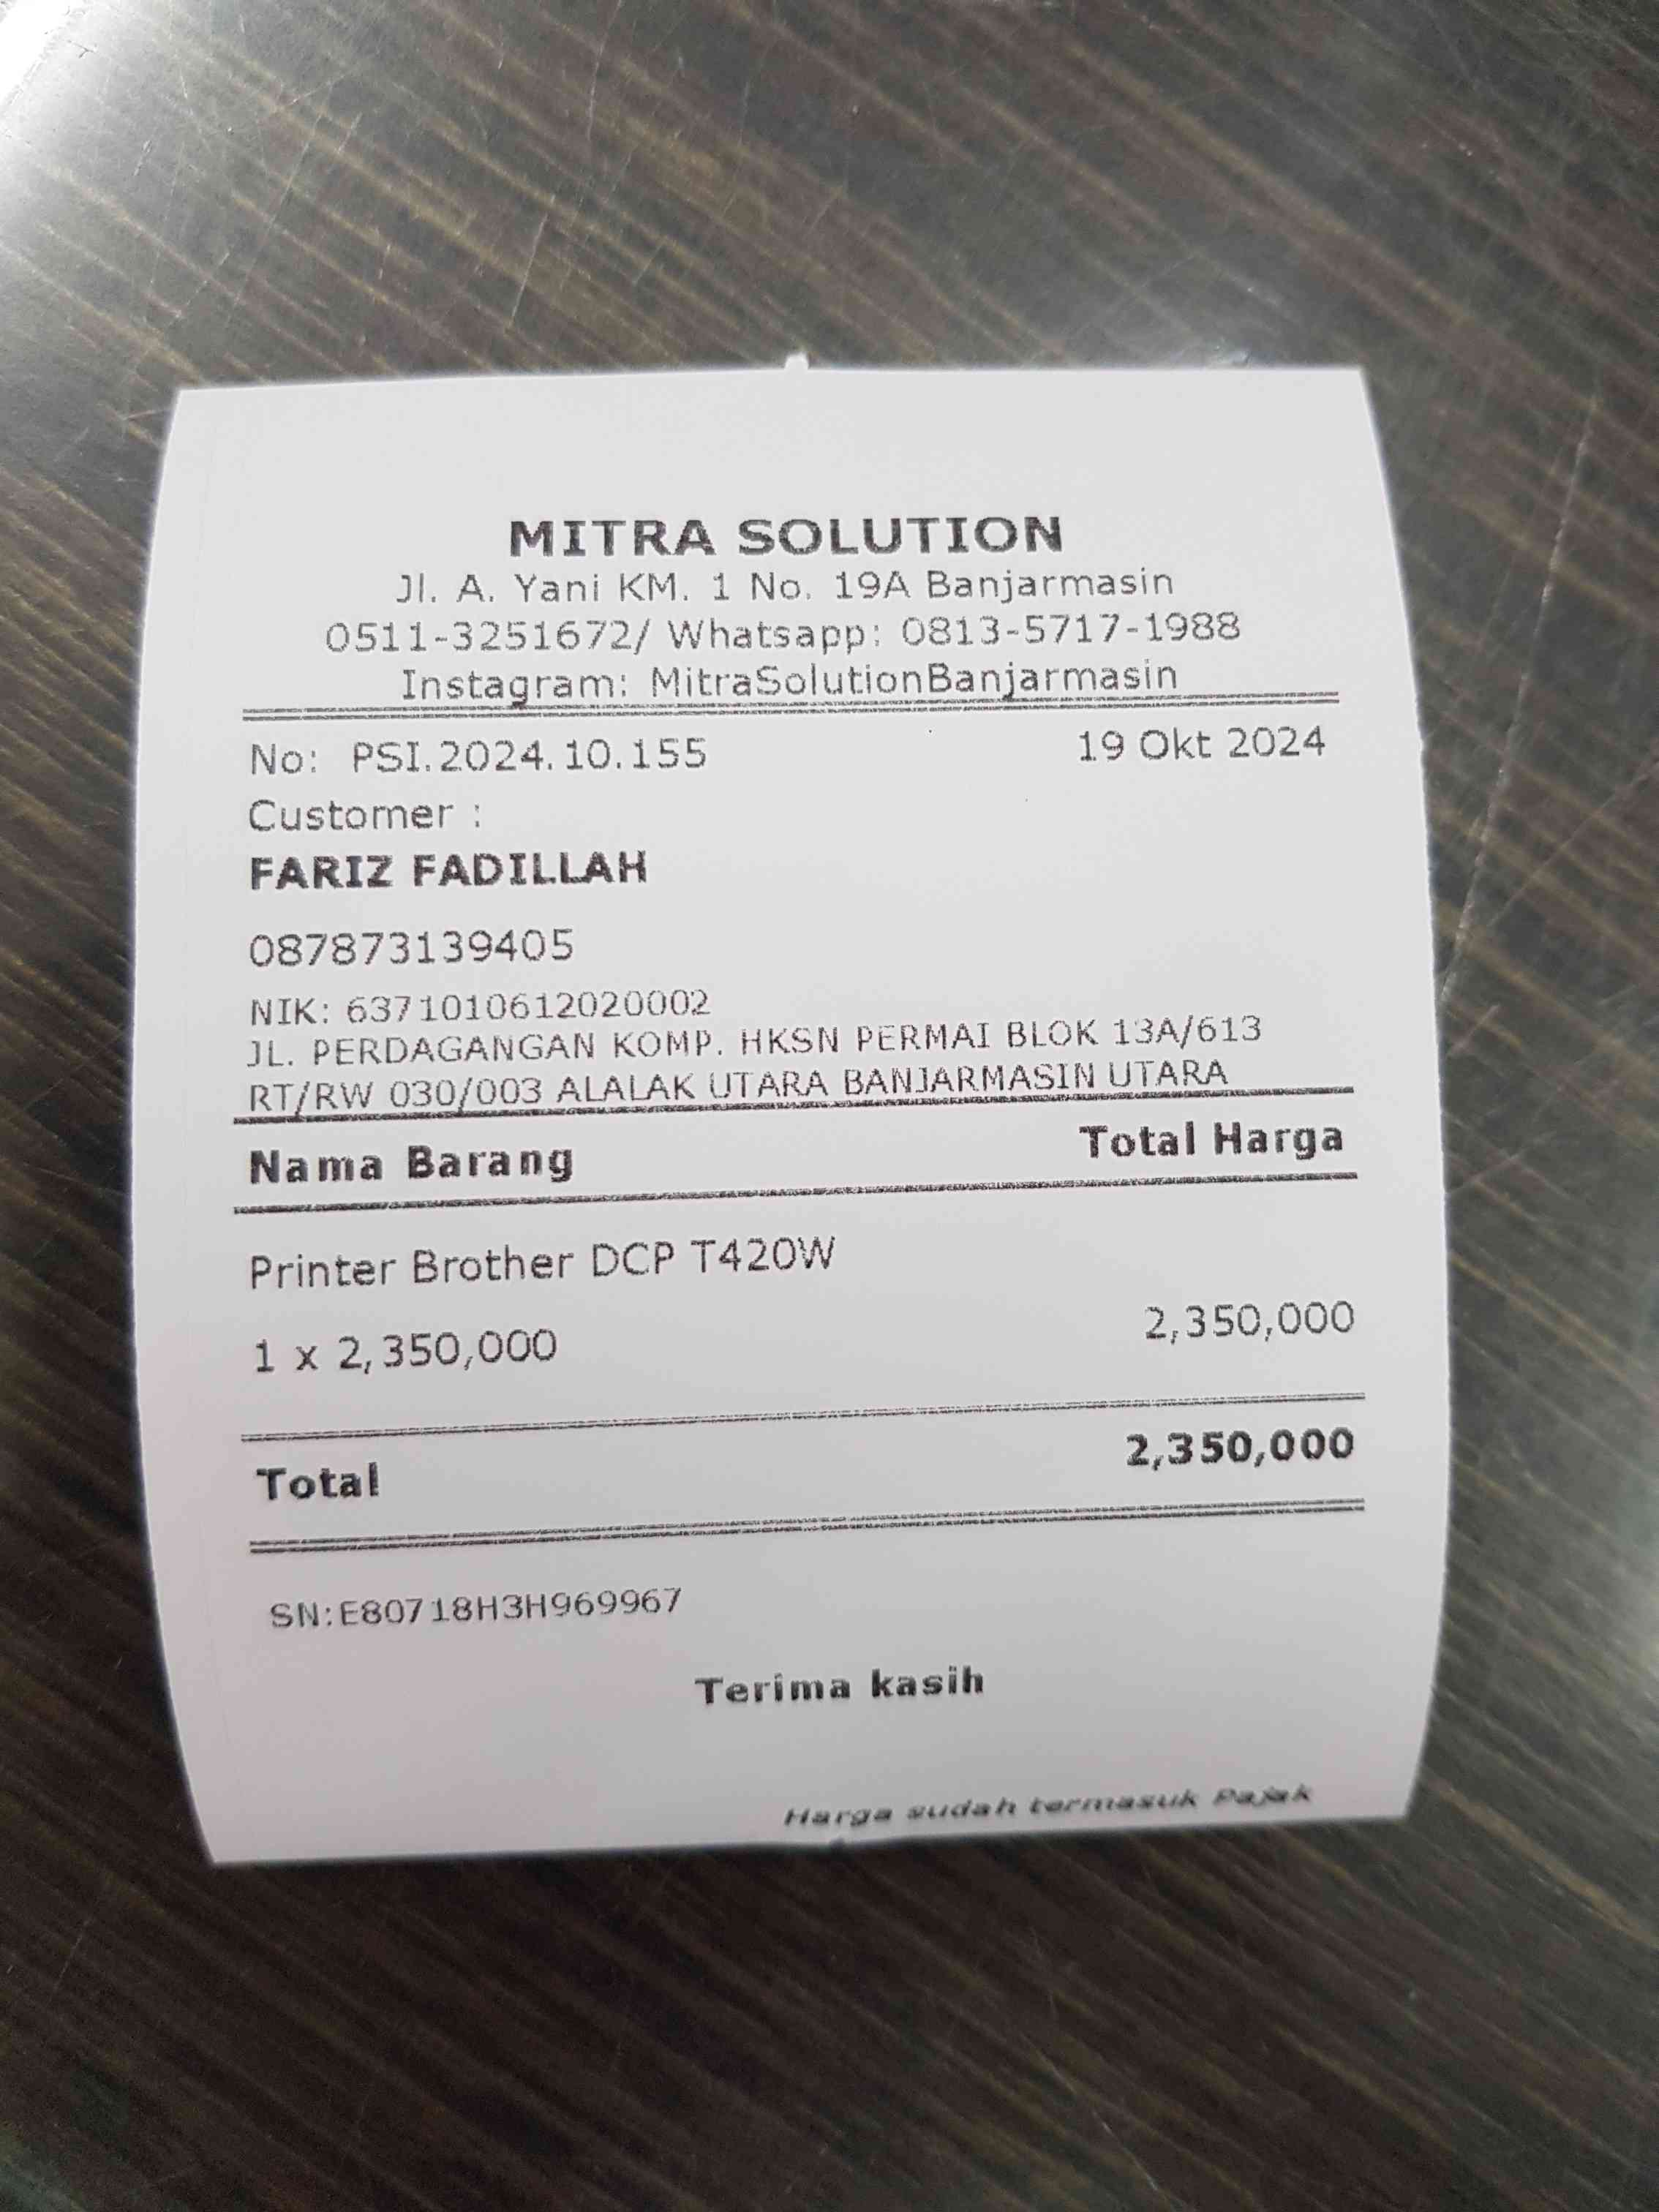 MITRA SOLUTION
Jl. A. Yani KM. 1 No. 19A Banjarmasin
0511-3251672/ Whatsapp: 0813-5717-1988
Instagram: MitraSolutionBanjarmasin
No: PSI.2024.10.155 19 Okt 2024
Customer :
FARIZ FADILLAH
087873139405
NIK: 6371010612020002
JL. PERDAGANGAN KOMP. HKSN PERMAI BLOK 13A/613
RT/RW 030/003 ALALAK UTARA BANJARMASIN UTARA
Nama Barang Total Harga
Printer Brother DCP T420W
1 x 2,350,000 2,350,000
Total 2,350,000
SN:E80718H3H969967
Terima kasih
Harga sudah termasuk Pajak